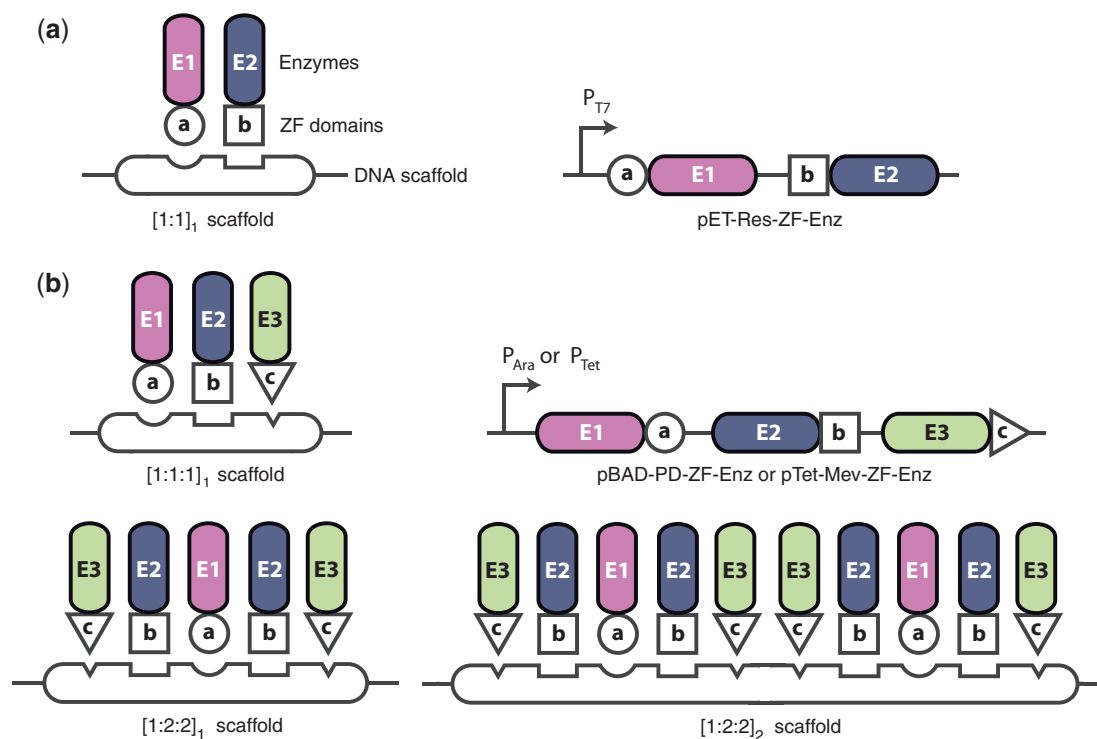 (a)
E1 E2 Enzymes
a b ZF domains
DNA scaffold
[1:1]1 scaffold
PT7
a E1 b E2
pET-Res-ZF-Enz
(b)
E1 E2 E3
a b c
[1:1:1]1 scaffold
PAra or PTet
E1 a E2 b E3 c
pBAD-PD-ZF-Enz or pTet-Mev-ZF-Enz
E3 E2 E1 E2 E3
c b a b c
[1:2:2]1 scaffold
E3 E2 E1 E2 E3 E3 E2 E1 E2 E3
c b a b c c b a b c
[1:2:2]2 scaffold